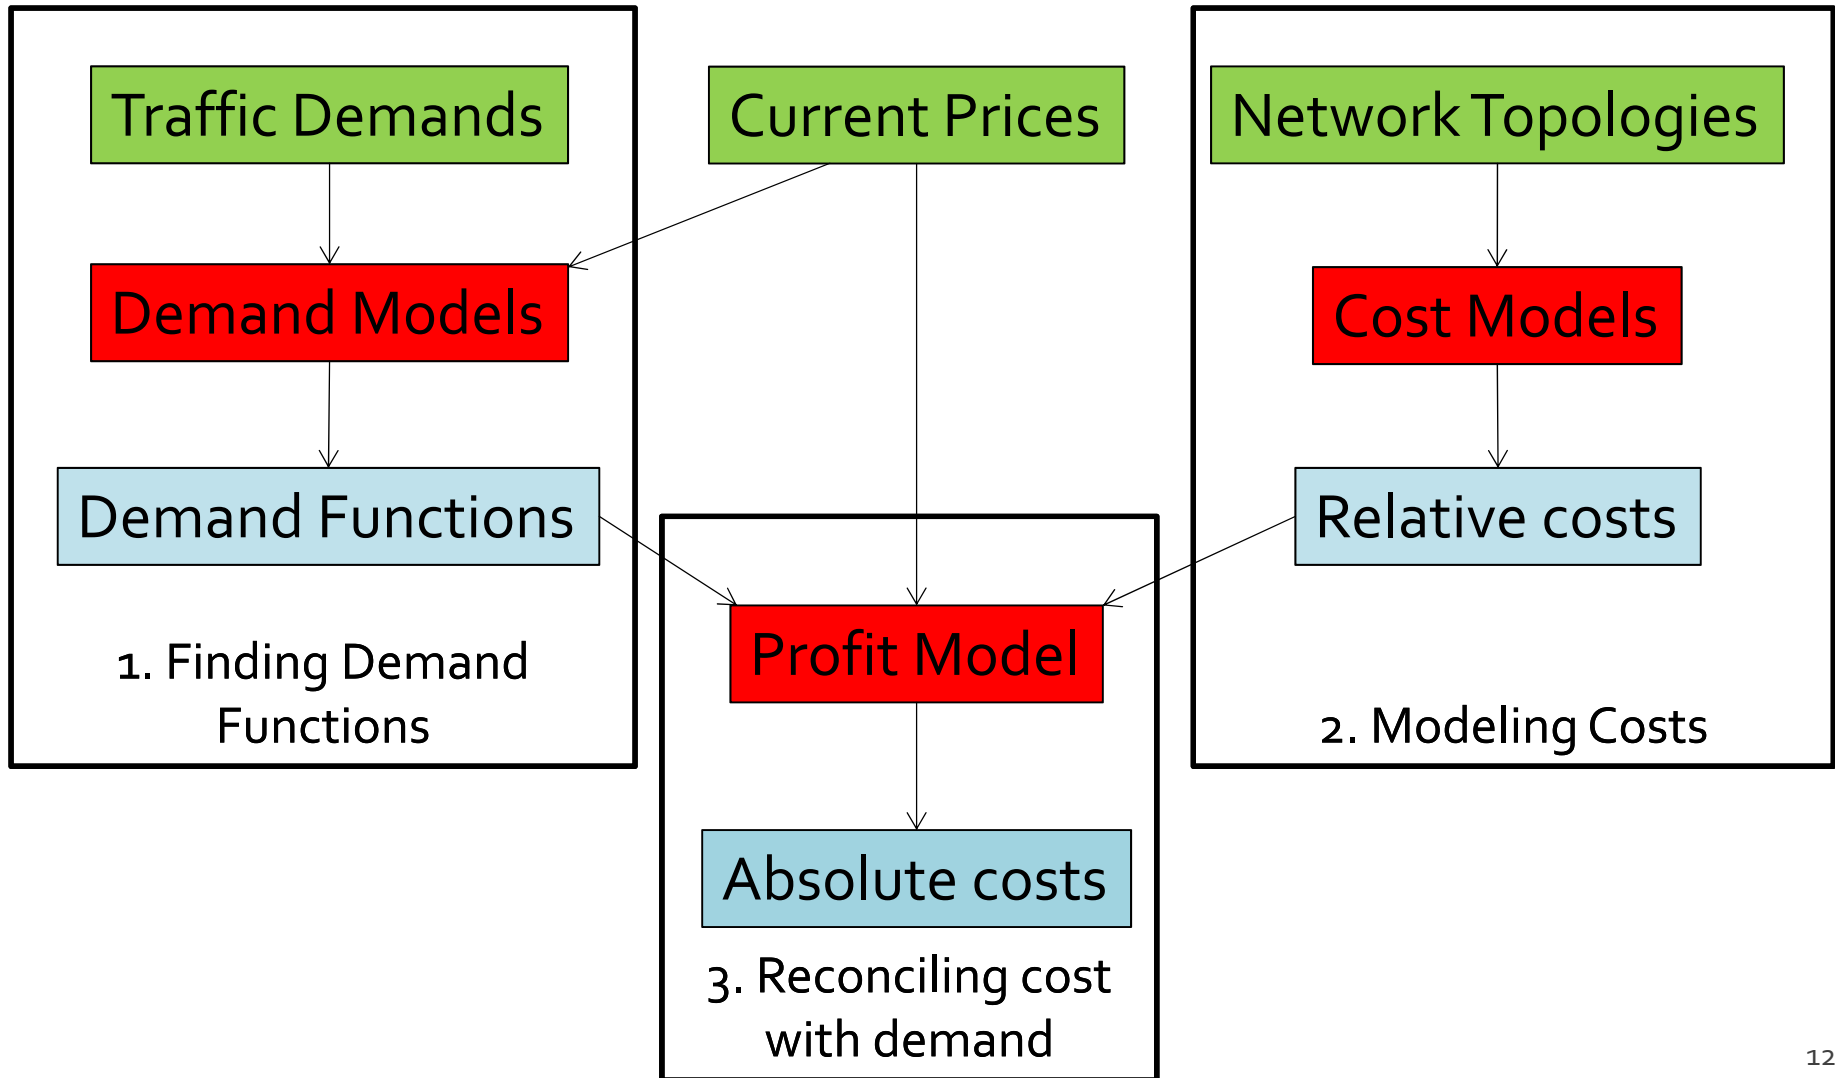 Traffic Demands
Current Prices
Network Topologies
Demand Models
Cost Models
Demand Functions
Relative costs
1. Finding Demand
Functions
Profit Model
2. Modeling Costs
Absolute costs
3. Reconciling cost
with demand
12